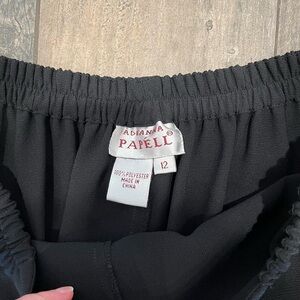 ADRIANNA
PAPELL®
12
100% POLYESTER
MADE IN
CHINA